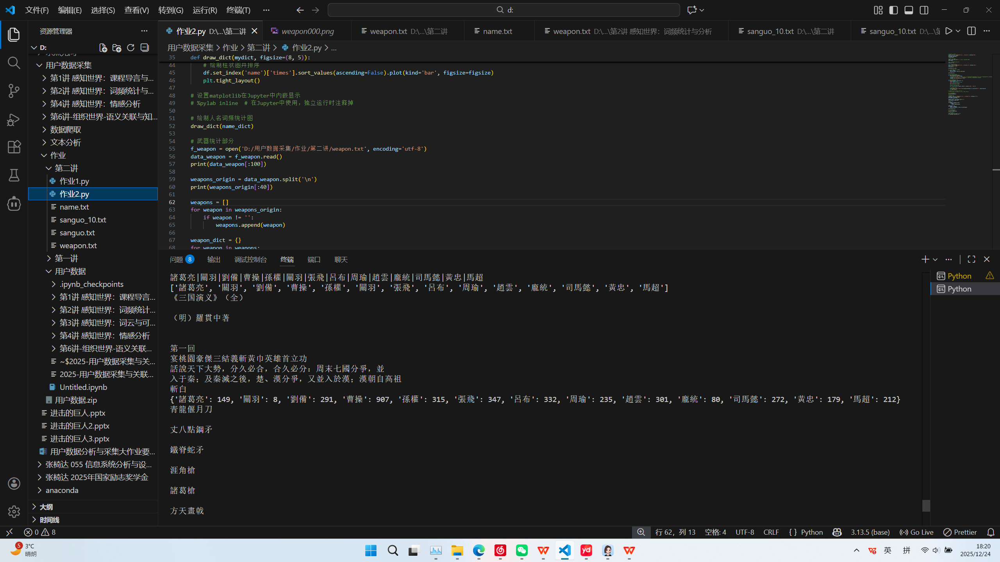 文件(F) 编辑(E) 选择(S) 查看(V) 转到(G) 运行(R) 终端(T) ··· d:
资源管理器
D:
用户数据采集
第1讲 感知世界：课程导言与...
第2讲 感知世界：词频统计与...
第4讲 感知世界：情感分析
第6讲-组织世界-语义关联与知...
数据爬取
文本分析
作业
第二讲
作业1.py
作业2.py
name.txt
sanguo_10.txt
sanguo.txt
weapon.txt
第一讲
用户数据
.ipynb_checkpoints
第1讲 感知世界：课程导言...
第2讲 感知世界：词频统计...
第3讲 感知世界：词云与可...
第4讲 感知世界：情感分析
第6讲-组织世界-语义关联...
~$2025-用户数据采集与关...
2025-用户数据采集与关联...
Untitled.ipynb
用户数据.zip
进击的巨人.pptx
进击的巨人2.pptx
进击的巨人3.pptx
用户数据分析与采集大作业要...
张椅达 055 信息系统分析与设...
张椅达 2025年国家励志奖学金
anaconda
大纲
时间线
作业2.py D:\...\第二讲 weapon000.png weapon.txt D:\...\第二讲 name.txt weapon.txt D:\...\第2讲 感知世界：词频统计与分析 sanguo_10.txt D:\...\第二讲 sanguo_10.txt D:\...\第
用户数据采集 > 作业 > 第二讲 > 作业2.py > ...
35 def draw_dict(mydict, figsize=(8, 5)):
44 # 绘制柱状图并排序
45 df.set_index('name')['times'].sort_values(ascending=False).plot(kind='bar', figsize=figsize)
46 plt.tight_layout()
47
48 # 设置matplotlib在Jupyter中内嵌显示
49 # %pylab inline  # 在Jupyter中使用，独立运行时注释掉
50
51 # 绘制人名词频统计图
52 draw_dict(name_dict)
53
54 # 武器统计部分
55 f_weapon = open('D:/用户数据采集/作业/第二讲/weapon.txt', encoding='utf-8')
56 data_weapon = f_weapon.read()
57 print(data_weapon[:100])
58
59 weapons_origin = data_weapon.split('\n')
60 print(weapons_origin[:40])
61
62 weapons = []
63 for weapon in weapons_origin:
64 if weapon != '':
65 weapons.append(weapon)
66
67 weapon_dict = {}
68 for weapon in weapons:
问题 8 输出 调试控制台 终端 端口 聊天
諸葛亮|關羽|劉備|曹操|孫權|關羽|張飛|呂布|周瑜|趙雲|龐統|司馬懿|黃忠|馬超
['諸葛亮', '關羽', '劉備', '曹操', '孫權', '關羽', '張飛', '呂布', '周瑜', '趙雲', '龐統', '司馬懿', '黃忠', '馬超']
《三国演义》（全）
（明）羅貫中著
第一回
宴桃園豪傑三結義斬黃巾英雄首立功
話說天下大勢，分久必合，合久必分：周末七國分爭，並
入于秦；及秦滅之後，楚、漢分爭，又並入於漢；漢朝自高祖
斬白
{'諸葛亮': 149, '關羽': 8, '劉備': 291, '曹操': 907, '孫權': 315, '張飛': 347, '呂布': 332, '周瑜': 235, '趙雲': 301, '龐統': 80, '司馬懿': 272, '黃忠': 179, '馬超': 212}
青龍偃月刀
丈八點鋼矛
鐵脊蛇矛
涯角槍
諸葛槍
方天畫戟
Python
Python
0 8 行 62，列 13 空格: 4 UTF-8 CRLF { } Python 3.13.5 (base) Go Live Prettier
5 3°C
晴朗
yd
英 拼
18:20
2025/12/24